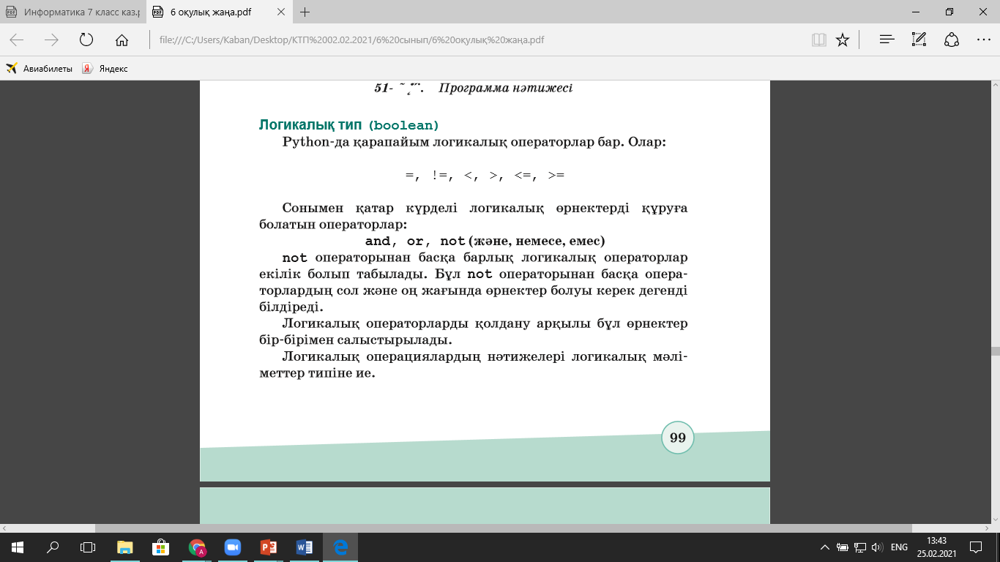 Информатика 7 класс каз.р
6 оқулық жаңа.pdf
file:///C:/Users/Kaban/Desktop/КТП%2002.02.2021/6%20сынып/6%20оқулық%20жаңа.pdf
Авиабилеты
Яндекс
51- . Программа нәтижесі
Логикалық тип (boolean)
Python-да қарапайым логикалық операторлар бар. Олар:
=, !=, <, >, <=, >=
Сонымен қатар күрделі логикалық өрнектерді құруға
болатын операторлар:
and, or, not (және, немесе, емес)
not операторынан басқа барлық логикалық операторлар
екілік болып табылады. Бұл not операторынан басқа опера-
торлардың сол және оң жағында өрнектер болуы керек дегенді
білдіреді.
Логикалық операторларды қолдану арқылы бұл өрнектер
бір-бірімен салыстырылады.
Логикалық операциялардың нәтижелері логикалық мәлі-
меттер типіне ие.
99
ENG
13:43
25.02.2021